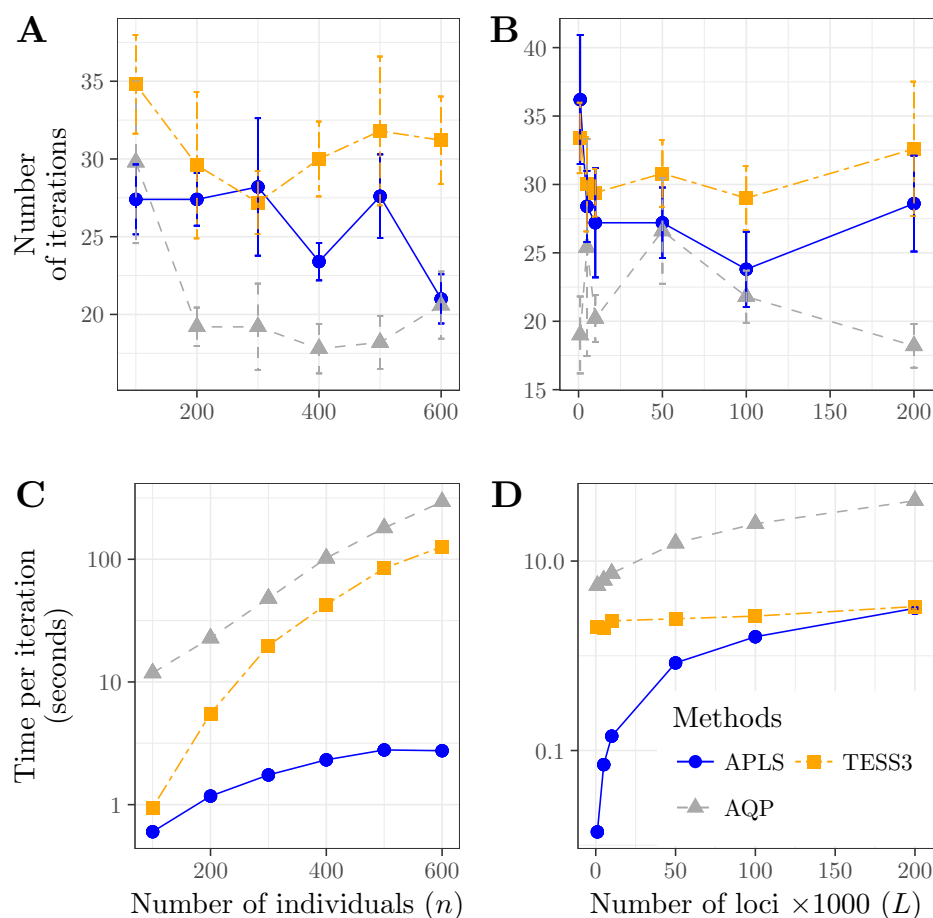 A
B
35
30
25
20
200
400
600
Number
of iterations
40
35
30
25
20
15
0
50
100
150
200
C
D
100
10
1
200
400
600
Time per iteration
(seconds)
Number of individuals (n)
10.0
0.1
0
50
100
150
200
Methods
APLS
TESS3
AQP
Number of loci ×1000 (L)